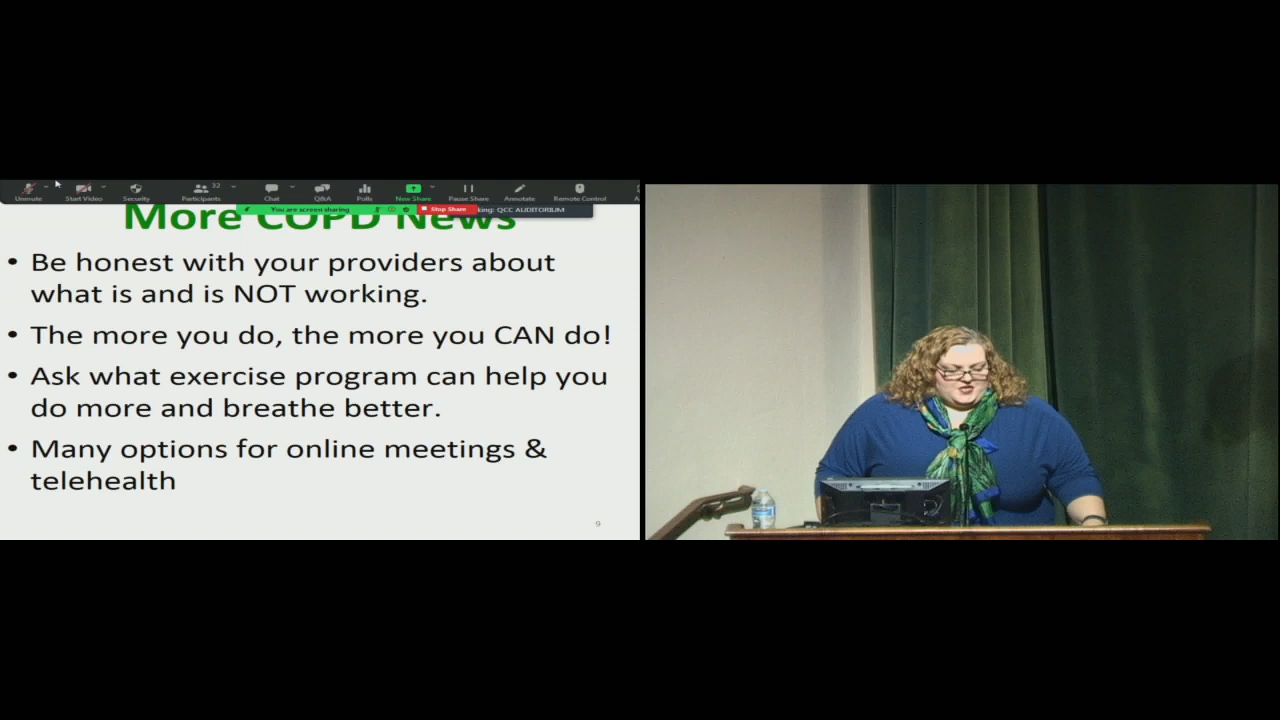 Unmute
Start Video
Security
32
Participants
Chat
Q&A
Polls
New Share
Pause Share
Annotate
Remote Control
You are screen sharing
Stop Share
king: QCC AUDITORIUM
More COPD News
• Be honest with your providers about
what is and is NOT working.
• The more you do, the more you CAN do!
• Ask what exercise program can help you
do more and breathe better.
• Many options for online meetings &
telehealth
9